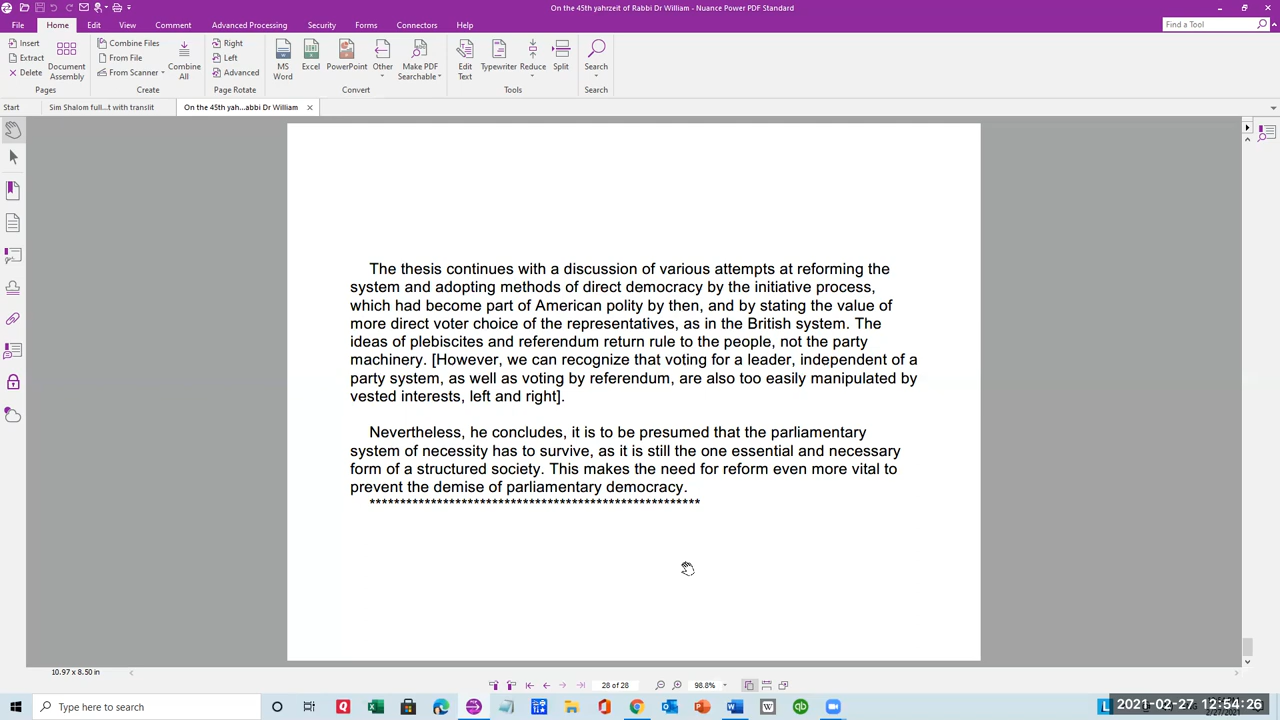 On the 45th yahrzeit of Rabbi Dr William - Nuance Power PDF Standard
File Home Edit View Comment Advanced Processing Security Forms Connectors Help Find a Tool
Insert Extract Delete Document Assembly Pages
Combine Files From File From Scanner Combine All Create
Right Left Advanced Page Rotate
MS Word Excel PowerPoint Other Make PDF Searchable Convert
Edit Text Typewriter Reduce Split Tools
Search Search
Start Sim Shalom full...t with translit On the 45th yah...abbi Dr William
The thesis continues with a discussion of various attempts at reforming the
system and adopting methods of direct democracy by the initiative process,
which had become part of American polity by then, and by stating the value of
more direct voter choice of the representatives, as in the British system. The
ideas of plebiscites and referendum return rule to the people, not the party
machinery. [However, we can recognize that voting for a leader, independent of a
party system, as well as voting by referendum, are also too easily manipulated by
vested interests, left and right].
Nevertheless, he concludes, it is to be presumed that the parliamentary
system of necessity has to survive, as it is still the one essential and necessary
form of a structured society. This makes the need for reform even more vital to
prevent the demise of parliamentary democracy.
******************************************************
10.97 x 8.50 in
28 of 28 98.8%
Type here to search
2021-02-27 12:54:26